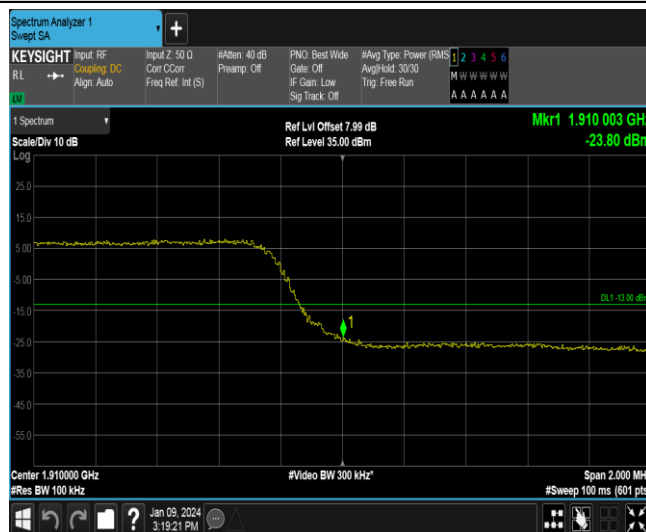 Spectrum Analyzer 1
Swept SA
KEYSIGHT
RL
LXI
Input: RF
Coupling: DC
Align: Auto
Input Z: 50 Ω
Corr CCorr
Freq Ref: Int (S)
#Atten: 40 dB
Preamp: Off
PNO: Best Wide
Gate: Off
IF Gain: Low
Sig Track: Off
#Avg Type: Power (RMS
Avg|Hold: 30/30
Trig: Free Run
1 2 3 4 5 6
M W W W W W
A A A A A A
1 Spectrum
Scale/Div 10 dB
Log
Ref Lvl Offset 7.99 dB
Ref Level 35.00 dBm
Mkr1 1.910 003 GHz
-23.80 dBm
25.0
15.0
5.00
-5.00
DL1 -13.00 dBm
-15.0
1
-25.0
-35.0
-45.0
-55.0
Center 1.910000 GHz
#Video BW 300 kHz*
Span 2.000 MH
#Res BW 100 kHz
#Sweep 100 ms (601 pts
?
Jan 09, 2024
3:19:21 PM